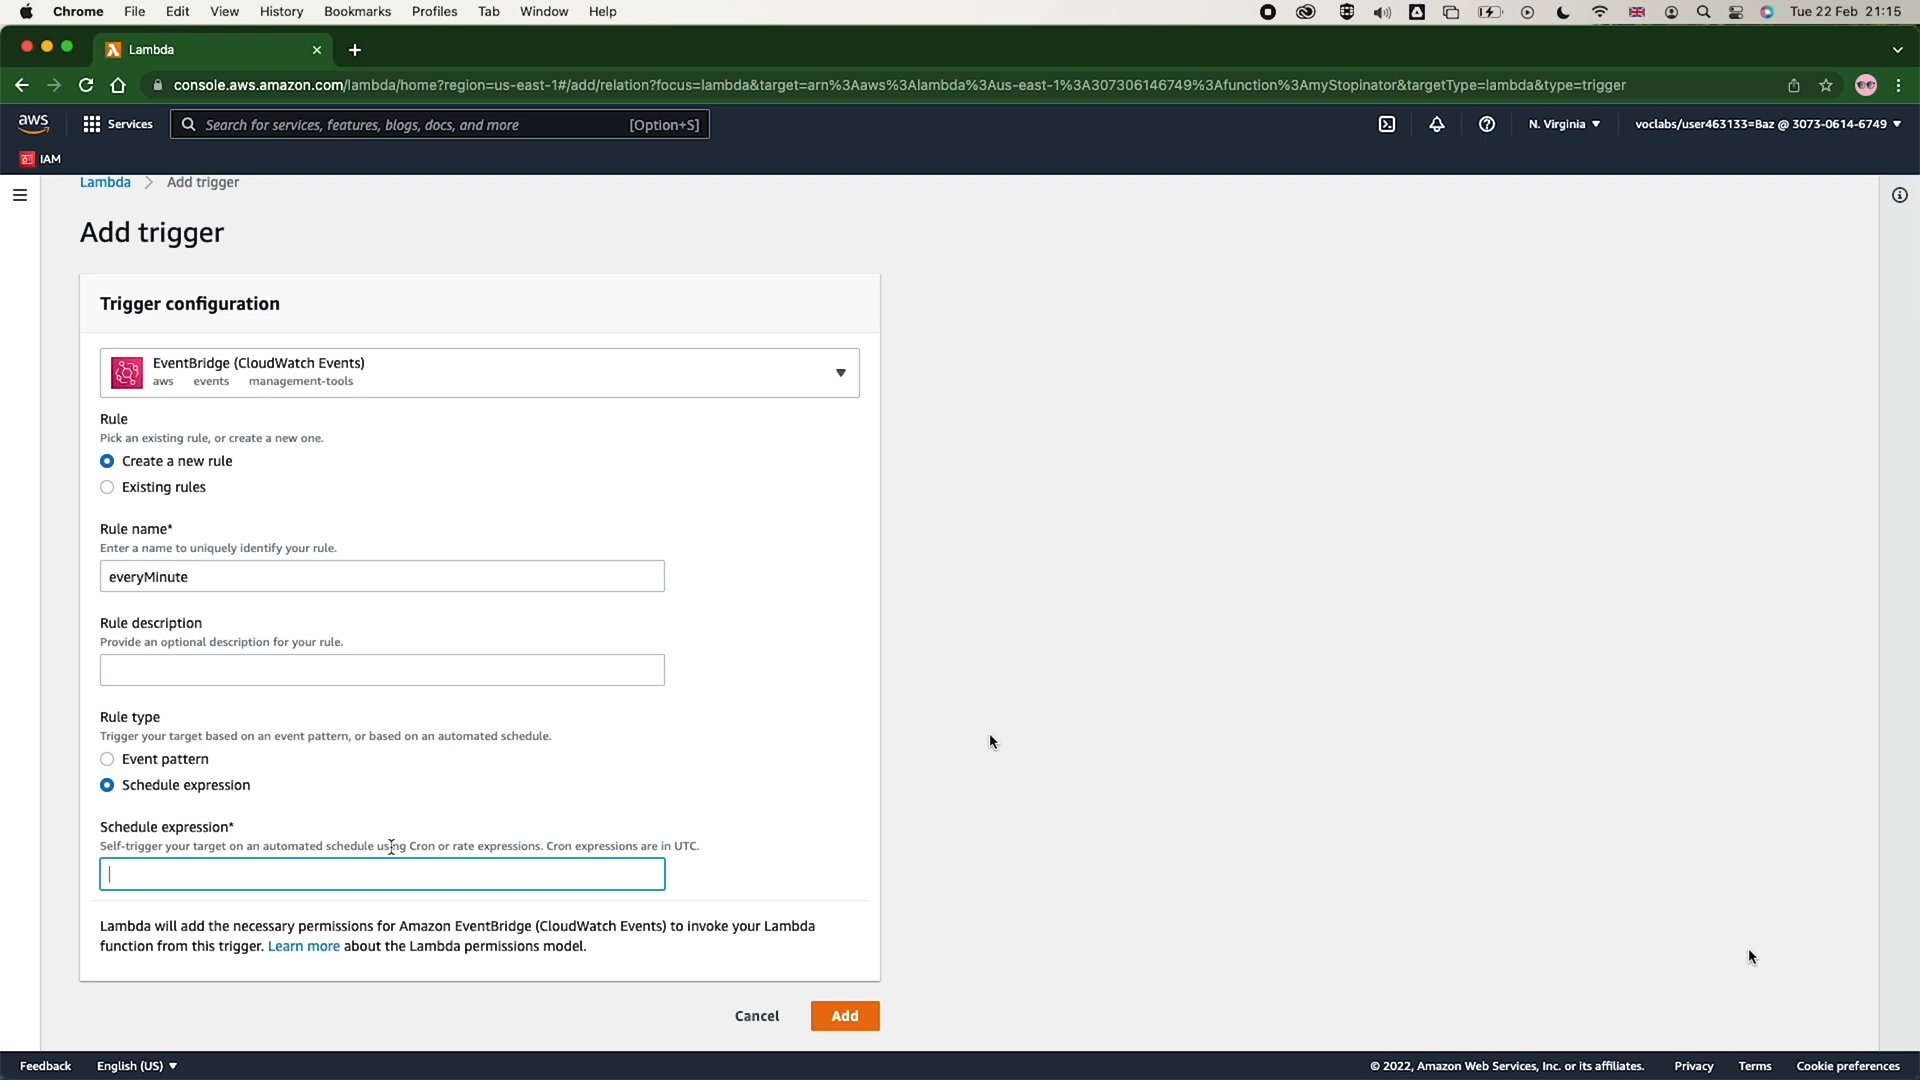 Chrome File Edit View History Bookmarks Profiles Tab Window Help Tue 22 Feb 21:15
Lambda
console.aws.amazon.com/lambda/home?region=us-east-1#/add/relation?focus=lambda&target=arn%3Aaws%3Alambda%3Aus-east-1%3A307306146749%3Afunction%3AmyStopinator&targetType=lambda&type=trigger
aws Services Search for services, features, blogs, docs, and more [Option+S] N. Virginia voclabs/user463133=Baz @ 3073-0614-6749
IAM
Lambda Add trigger
Add trigger
Trigger configuration
EventBridge (CloudWatch Events)
aws events management-tools
Rule
Pick an existing rule, or create a new one.
Create a new rule
Existing rules
Rule name*
Enter a name to uniquely identify your rule.
everyMinute
Rule description
Provide an optional description for your rule.
Rule type
Trigger your target based on an event pattern, or based on an automated schedule.
Event pattern
Schedule expression
Schedule expression*
Self-trigger your target on an automated schedule using Cron or rate expressions. Cron expressions are in UTC.
Lambda will add the necessary permissions for Amazon EventBridge (CloudWatch Events) to invoke your Lambda
function from this trigger. Learn more about the Lambda permissions model.
Cancel Add
Feedback English (US) © 2022, Amazon Web Services, Inc. or its affiliates. Privacy Terms Cookie preferences